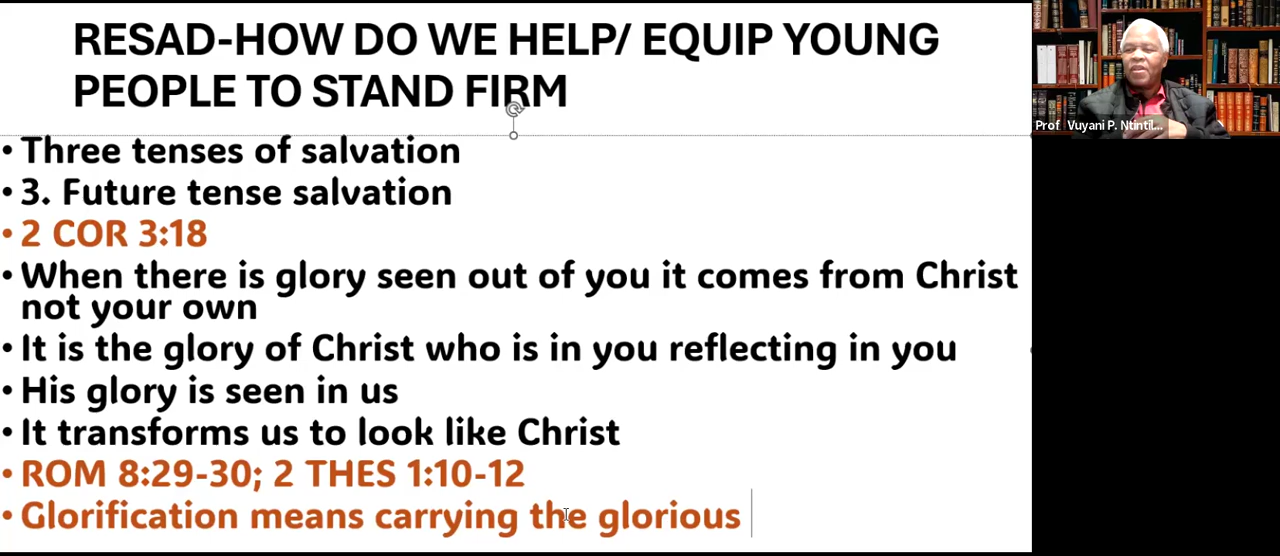 RESAD-HOW DO WE HELP/ EQUIP YOUNG
PEOPLE TO STAND FIRM
• Three tenses of salvation
• 3. Future tense salvation
• 2 COR 3:18
• When there is glory seen out of you it comes from Christ
not your own
• It is the glory of Christ who is in you reflecting in you
• His glory is seen in us
• It transforms us to look like Christ
• ROM 8:29-30; 2 THES 1:10-12
• Glorification means carrying the glorious
Prof Vuyani P. Ntintil...